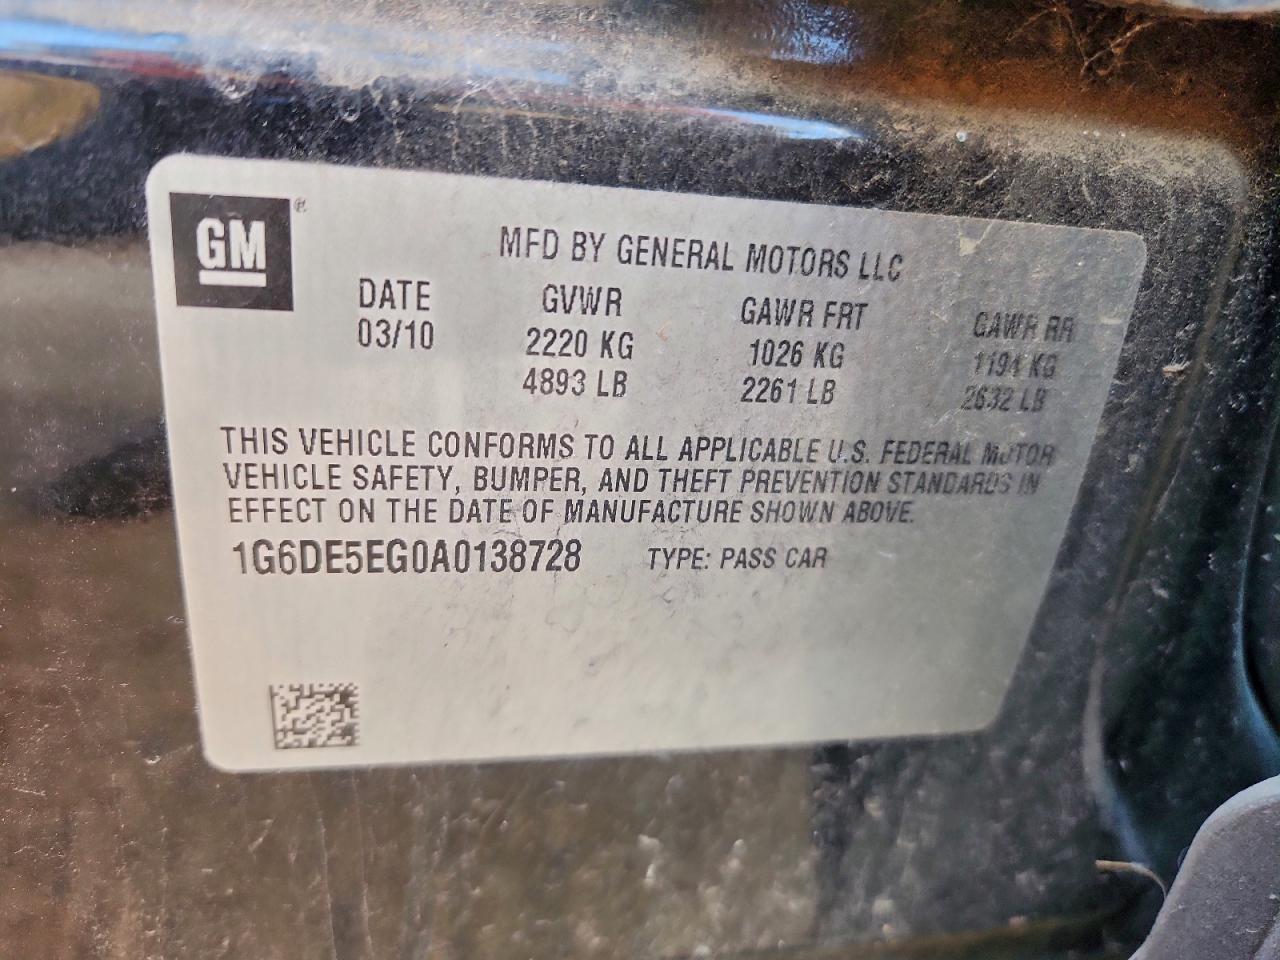 GM®
MFD BY GENERAL MOTORS LLC
DATE GVWR GAWR FRT GAWR RR
03/10 2220 KG 1026 KG 1194 KG
4893 LB 2261 LB 2632 LB
THIS VEHICLE CONFORMS TO ALL APPLICABLE U.S. FEDERAL MOTOR
VEHICLE SAFETY, BUMPER, AND THEFT PREVENTION STANDARDS IN
EFFECT ON THE DATE OF MANUFACTURE SHOWN ABOVE.
1G6DE5EG0A0138728 TYPE: PASS CAR